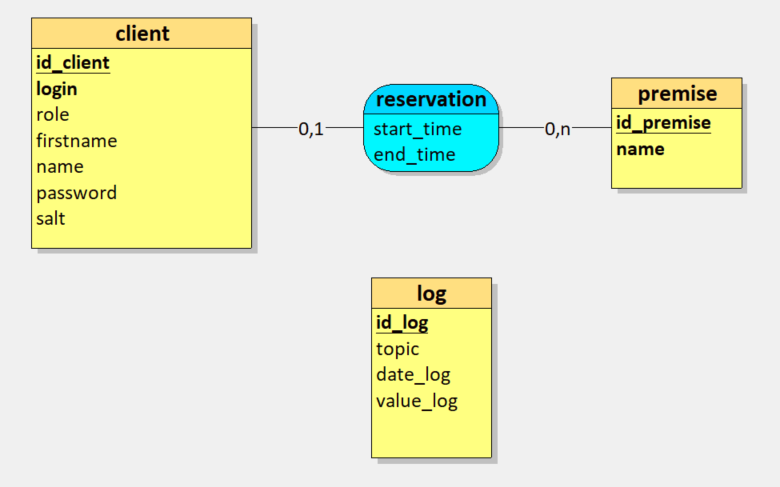 client
id_client
login
role
firstname
name
password
salt
0,1
reservation
start_time
end_time
0,n
premise
id_premise
name
log
id_log
topic
date_log
value_log